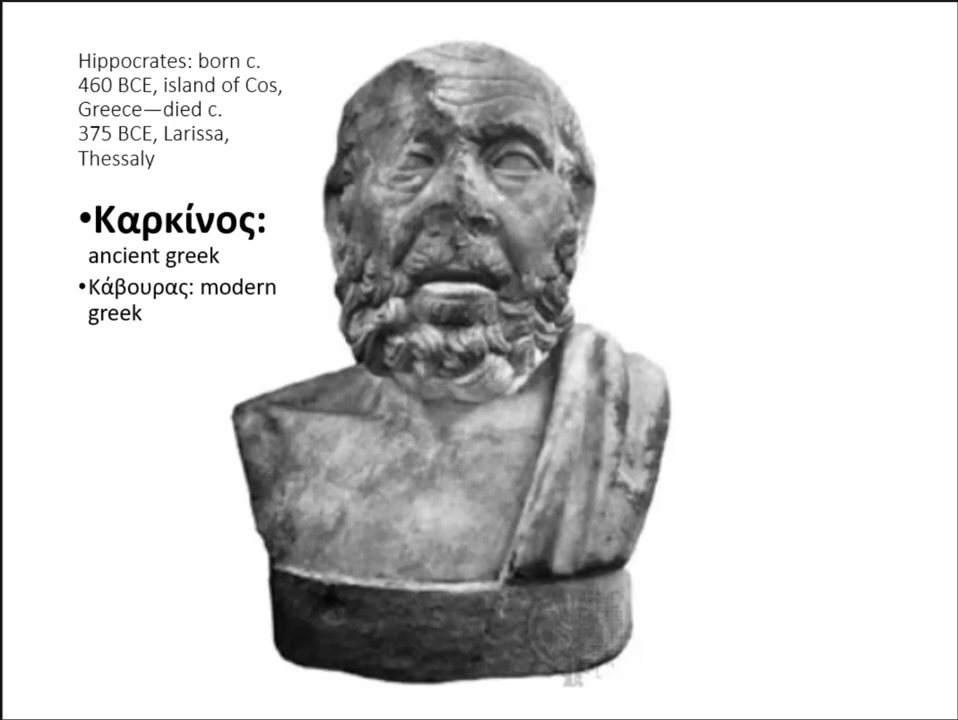 Hippocrates: born c.
460 BCE, island of Cos,
Greece—died c.
375 BCE, Larissa,
Thessaly
•Καρκίνος:
ancient greek
•Κάβουρας: modern
greek